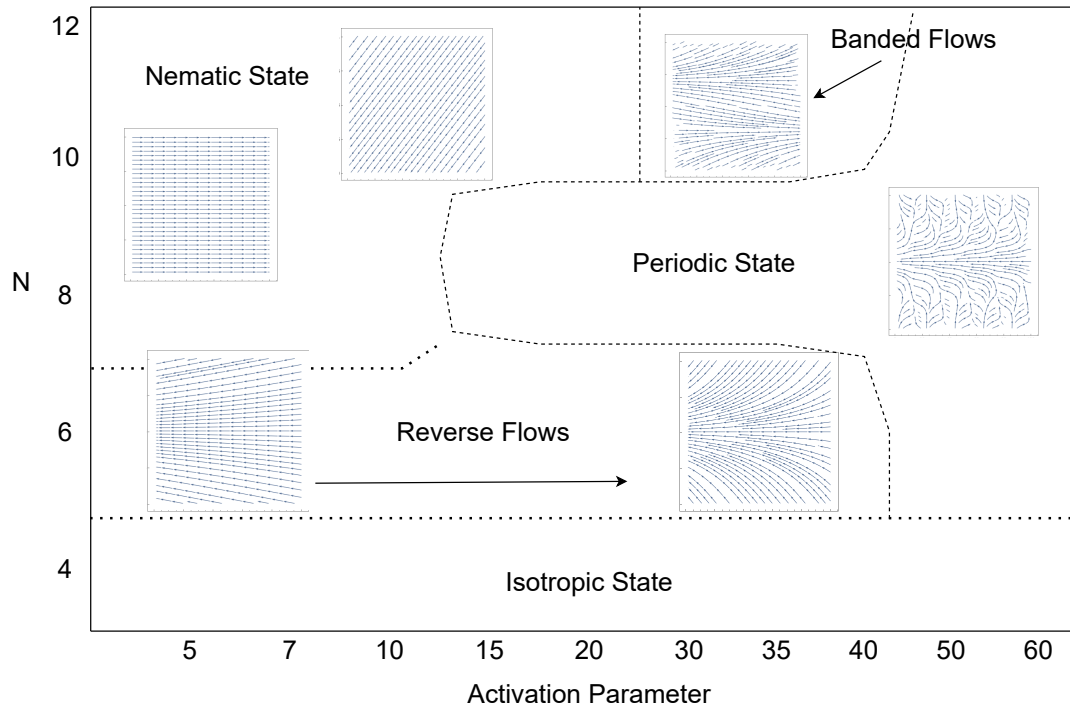 12
Banded Flows
Nematic State
10
Periodic State
N
8
6
Reverse Flows
4
Isotropic State
5 7 10 15 20 30 35 40 50 60
Activation Parameter